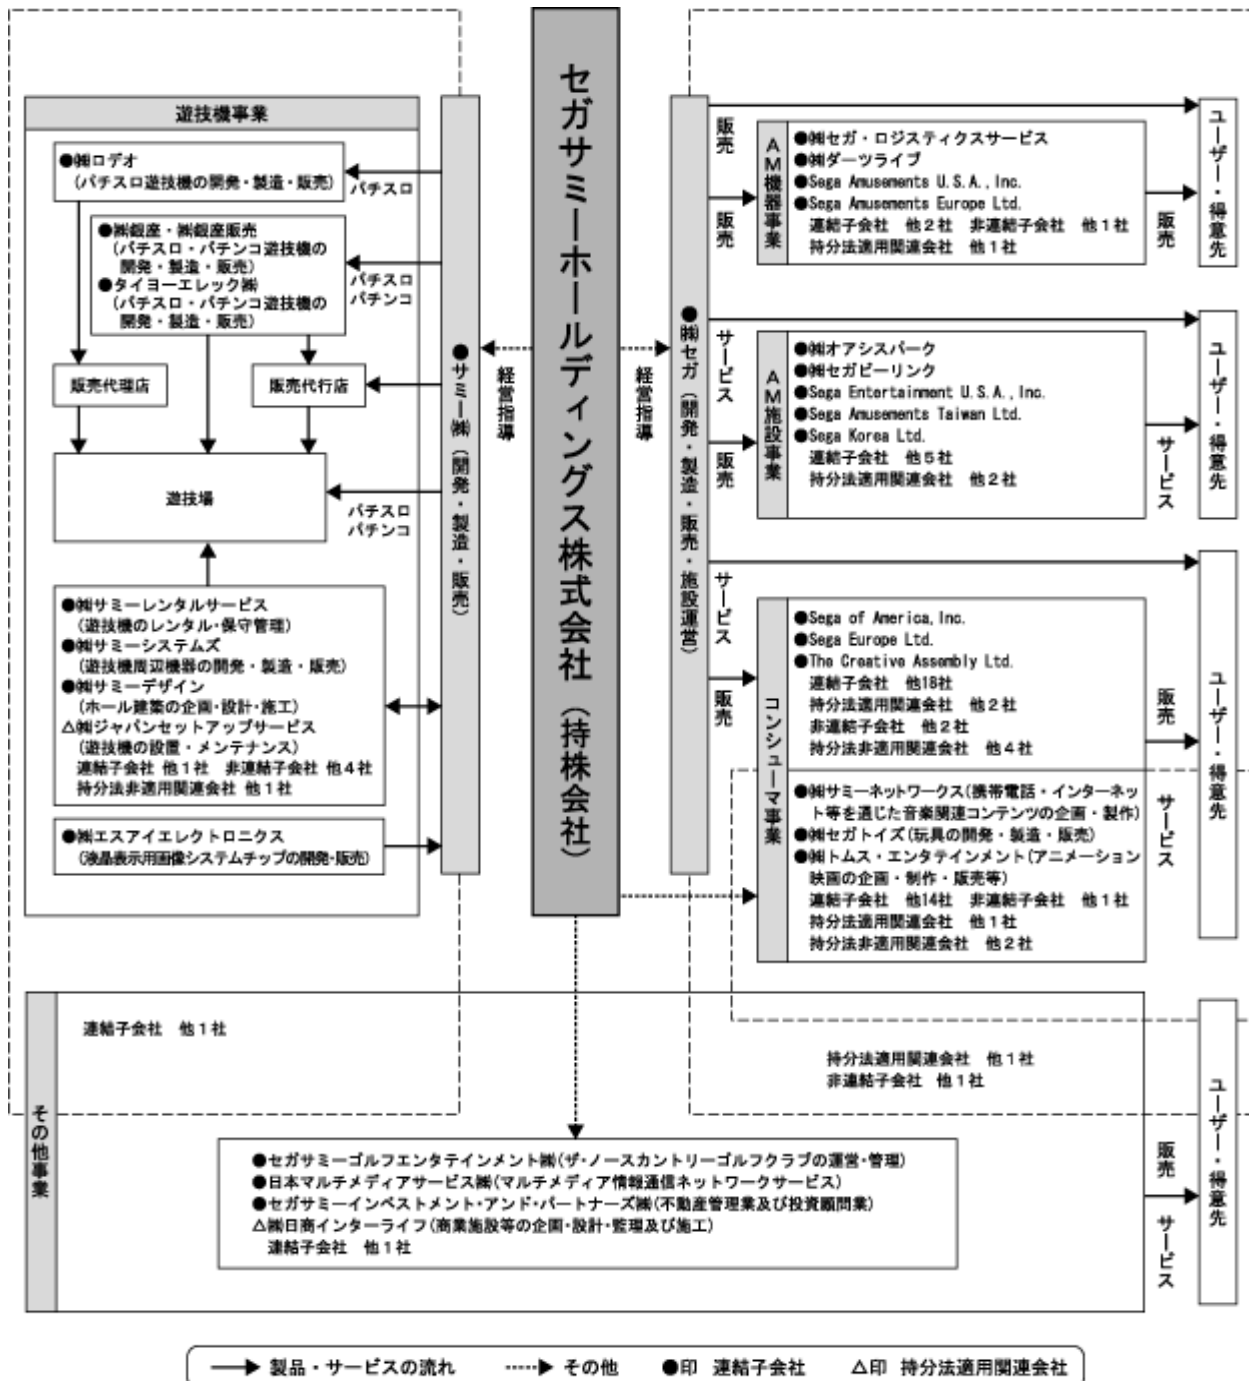 セガサミーホールディングス株式会社（持株会社）
経営指導
経営指導
●サミー㈱（開発・製造・販売）
●㈱セガ（開発・製造・販売・施設運営）
遊技機事業
●㈱ロデオ
（パチスロ遊技機の開発・製造・販売）
パチスロ
●㈱銀座・㈱銀座販売
（パチスロ・パチンコ遊技機の
開発・製造・販売）
●タイヨーエレック㈱
（パチスロ・パチンコ遊技機の
開発・製造・販売）
パチスロ
パチンコ
販売代理店
販売代行店
遊技場
パチスロ
パチンコ
●㈱サミーレンタルサービス
（遊技機のレンタル・保守管理）
●㈱サミーシステムズ
（遊技機周辺機器の開発・製造・販売）
●㈱サミーデザイン
（ホール建築の企画・設計・施工）
△㈱ジャパンセットアップサービス
（遊技機の設置・メンテナンス）
連結子会社 他1社　非連結子会社 他4社
持分法非適用関連会社 他1社
●㈱エスアイエレクトロニクス
（液晶表示用画像システムチップの開発・販売）
販売
販売
AM機器事業
●㈱セガ・ロジスティクスサービス
●㈱ダーツライブ
●Sega Amusements U.S.A., Inc.
●Sega Amusements Europe Ltd.
連結子会社　他2社　非連結子会社　他1社
持分法適用関連会社　他1社
販売
ユーザー・得意先
サービス
販売
AM施設事業
●㈱オアシスパーク
●㈱セガビーリンク
●Sega Entertainment U.S.A., Inc.
●Sega Amusements Taiwan Ltd.
●Sega Korea Ltd.
連結子会社　他5社
持分法適用関連会社　他2社
サービス
ユーザー・得意先
サービス
販売
コンシューマ事業
●Sega of America, Inc.
●Sega Europe Ltd.
●The Creative Assembly Ltd.
連結子会社　他18社
持分法適用関連会社　他2社
非連結子会社　他2社
持分法非適用関連会社　他4社
●㈱サミーネットワークス（携帯電話・インターネッ
ト等を通じた音楽関連コンテンツの企画・製作）
●㈱セガトイズ（玩具の開発・製造・販売）
●㈱トムス・エンタテインメント（アニメーション
映画の企画・制作・販売等）
連結子会社　他14社　非連結子会社　他1社
持分法適用関連会社　他1社
持分法非適用関連会社　他2社
販売
サービス
ユーザー・得意先
その他事業
連結子会社　他1社
持分法適用関連会社　他1社
非連結子会社　他1社
●セガサミーゴルフエンタテインメント㈱（ザ・ノースカントリーゴルフクラブの運営・管理）
●日本マルチメディアサービス㈱（マルチメディア情報通信ネットワークサービス）
●セガサミーインベストメント・アンド・パートナーズ㈱（不動産管理業及び投資顧問業）
△㈱日商インターライフ（商業施設等の企画・設計・監理及び施工）
連結子会社　他1社
販売
サービス
ユーザー・得意先
製品・サービスの流れ　その他　●印　連結子会社　△印　持分法適用関連会社